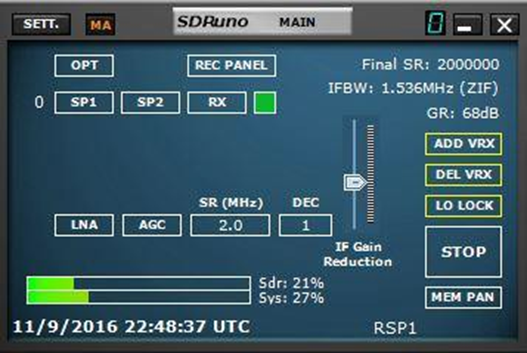 SETT. MA SDRuno MAIN 0
OPT REC PANEL Final SR: 2000000
IFBW: 1.536MHz (ZIF)
0 SP1 SP2 RX
GR: 68dB
ADD VRX
DEL VRX
SR (MHz) DEC LO LOCK
LNA AGC 2.0 1
IF Gain
Reduction
STOP
Sdr: 21%
Sys: 27%
MEM PAN
11/9/2016 22:48:37 UTC RSP1